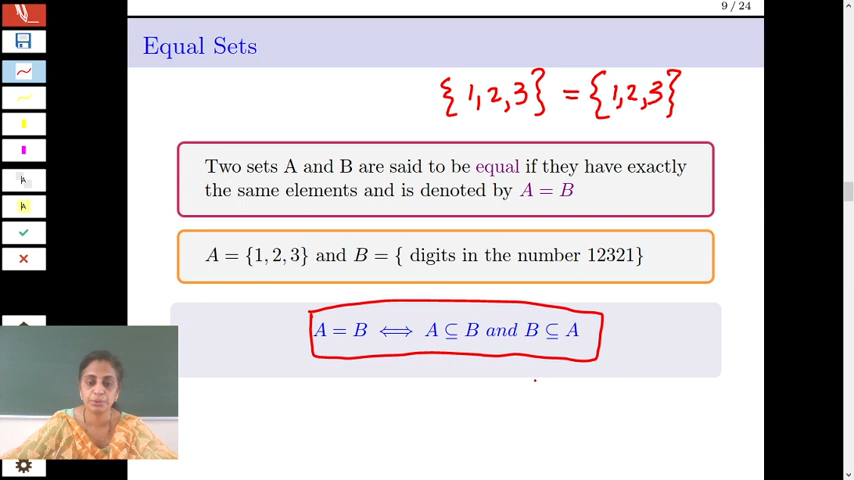 9 / 24
Equal Sets
{1,2,3} = {1,2,3}
Two sets A and B are said to be equal if they have exactly
the same elements and is denoted by A = B
A = {1, 2, 3} and B = { digits in the number 12321}
A = B ⟺ A ⊆ B and B ⊆ A